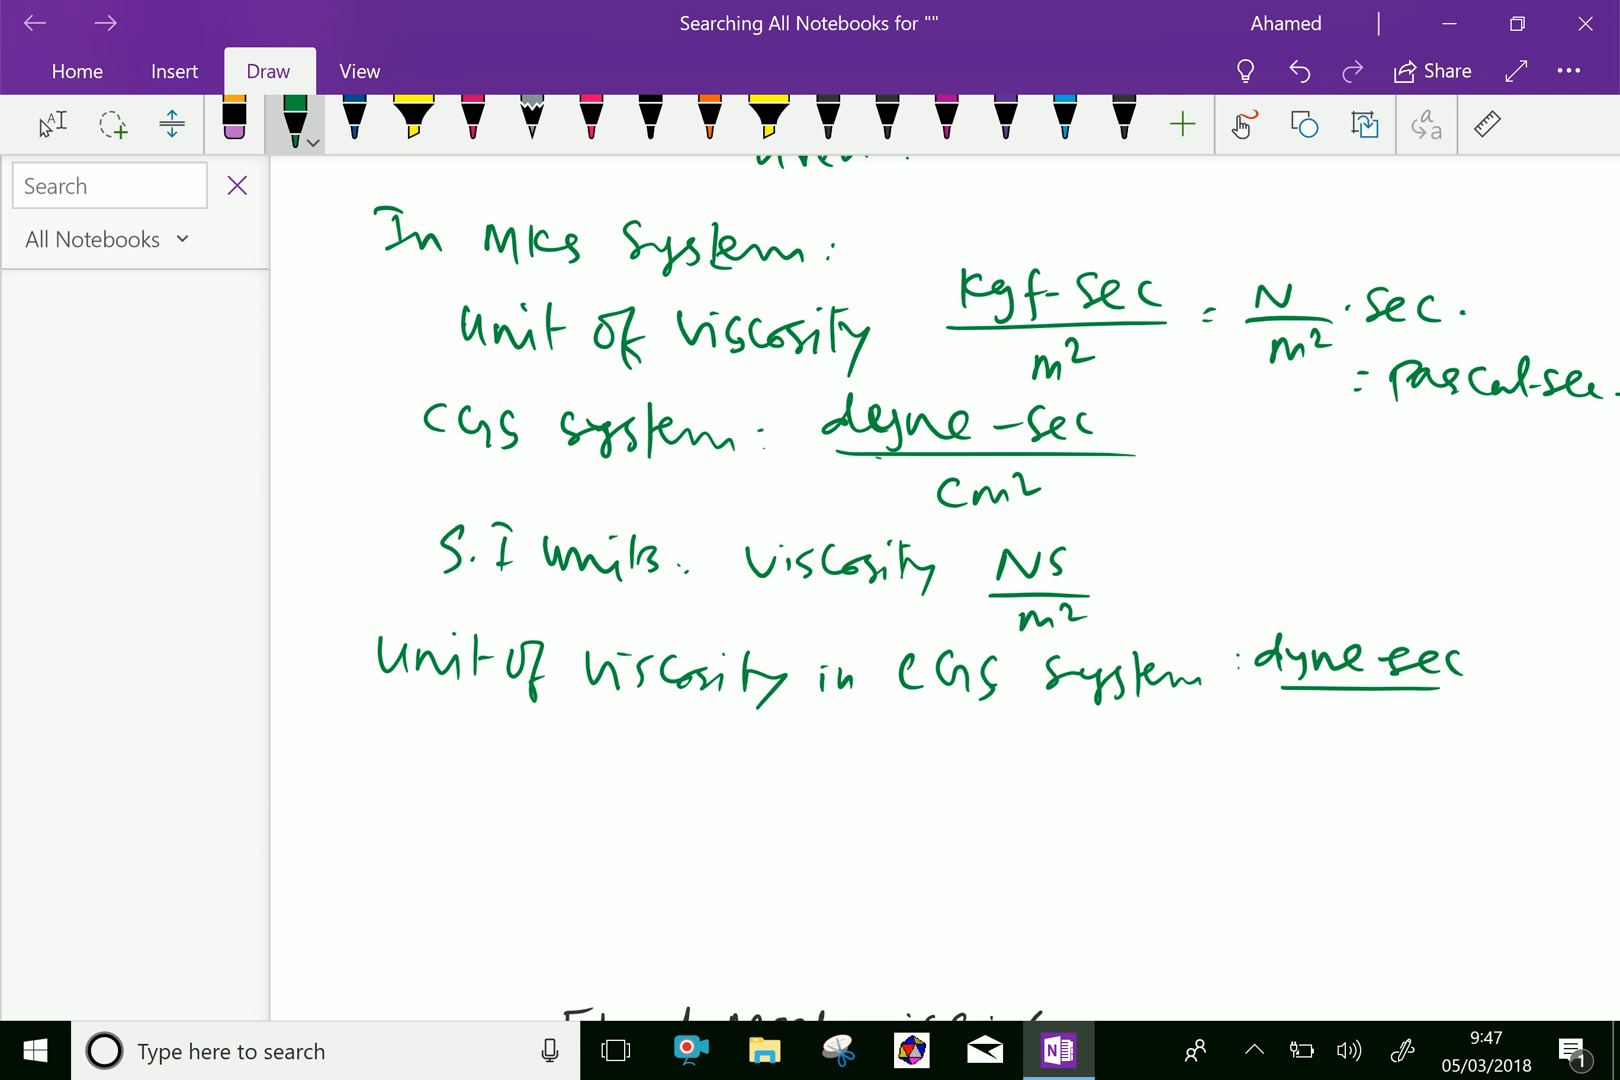 Searching All Notebooks for ""
Ahamed
Home Insert Draw View
Share
Search
All Notebooks
In MKS System:
Unit of viscosity kgf-sec / m² = N / m² · sec.
= pascal-sec.
CGS system: dyne-sec / cm²
S.I units: viscosity NS / m²
Unit of viscosity in CGS system: dyne-sec
Type here to search
9:47
05/03/2018
1